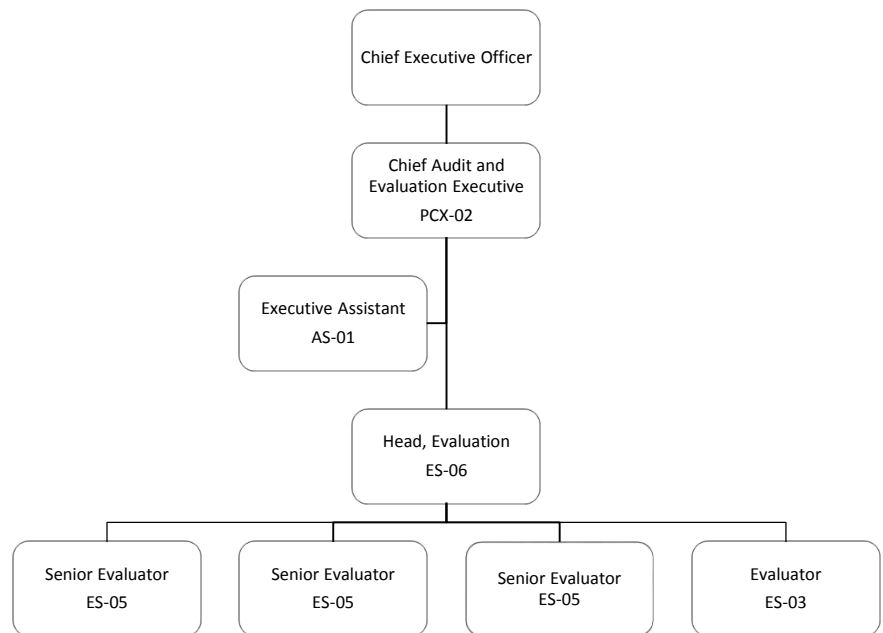 Chief Executive Officer
Chief Audit and
Evaluation Executive
PCX-02
Executive Assistant
AS-01
Head, Evaluation
ES-06
Senior Evaluator
ES-05
Senior Evaluator
ES-05
Senior Evaluator
ES-05
Evaluator
ES-03